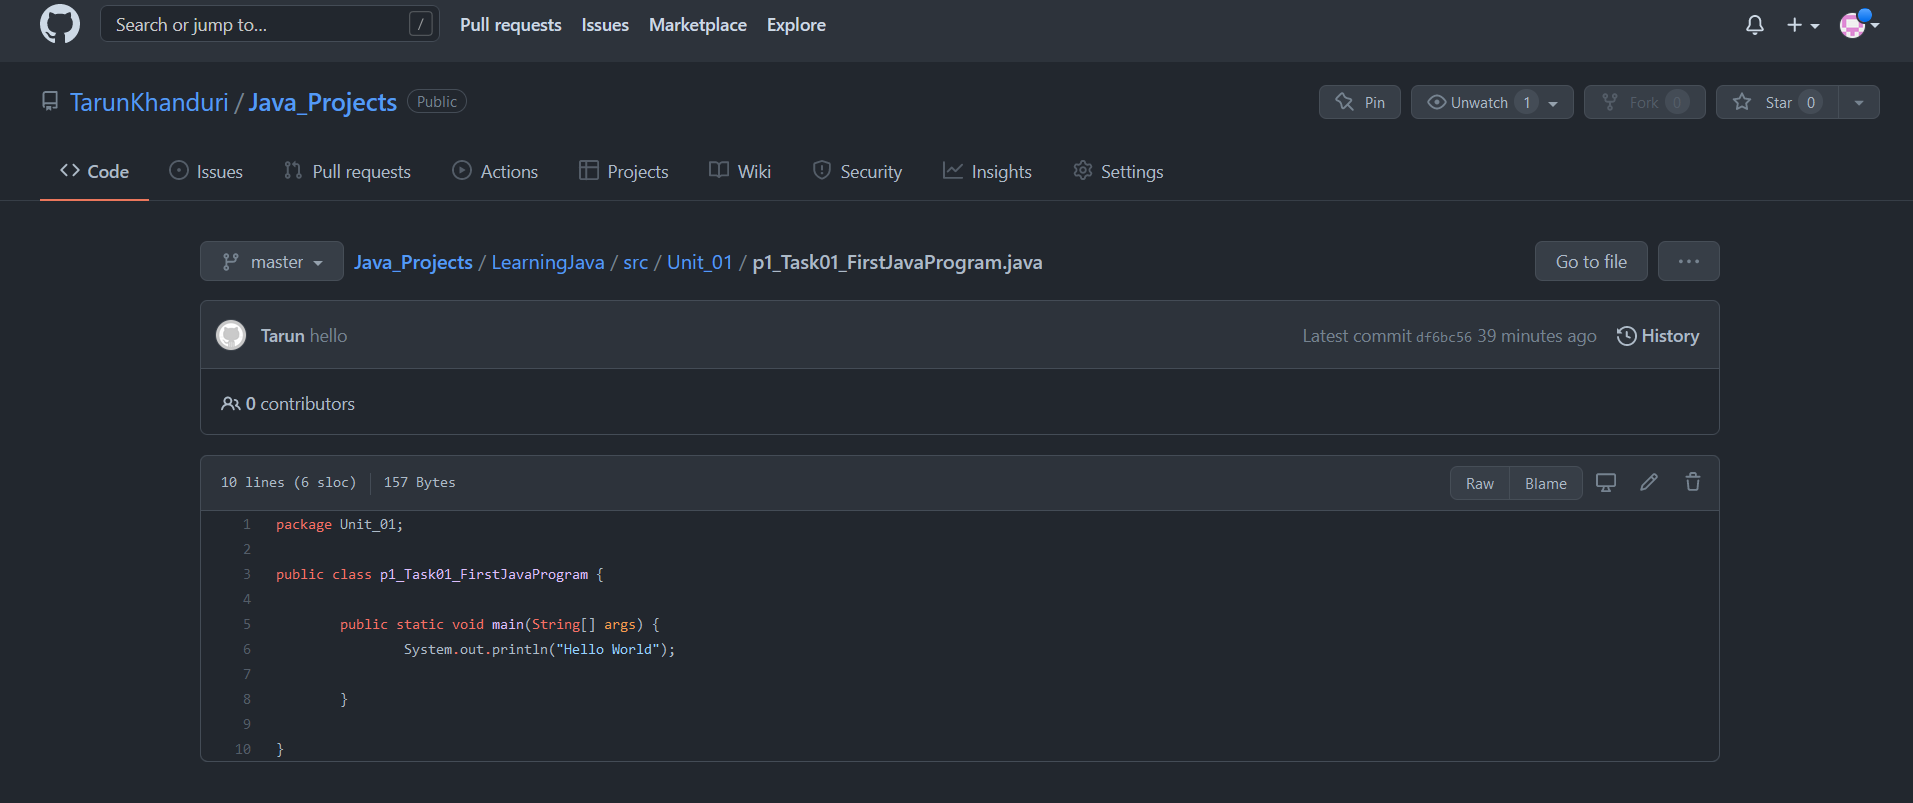 Search or jump to... /
Pull requests Issues Marketplace Explore
TarunKhanduri / Java_Projects Public
Pin Unwatch 1 Fork 0 Star 0
Code Issues Pull requests Actions Projects Wiki Security Insights Settings
master Java_Projects / LearningJava / src / Unit_01 / p1_Task01_FirstJavaProgram.java Go to file ...
Tarun hello Latest commit df6bc56 39 minutes ago History
0 contributors
10 lines (6 sloc) 157 Bytes Raw Blame
1 package Unit_01;
2
3 public class p1_Task01_FirstJavaProgram {
4
5 public static void main(String[] args) {
6 System.out.println("Hello World");
7
8 }
9
10 }